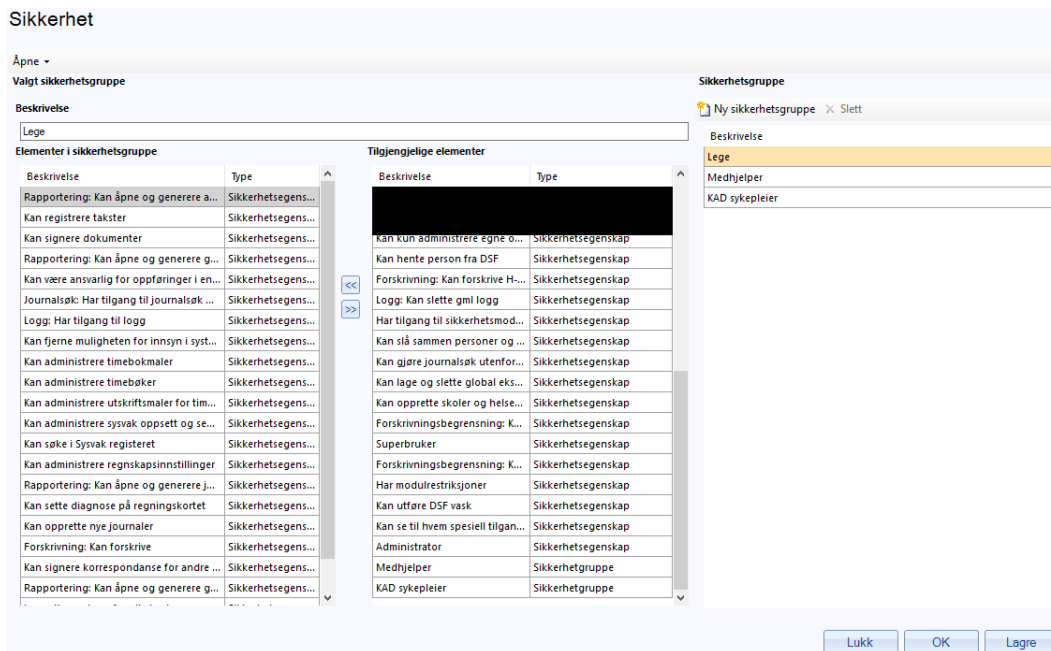 Sikkerhet
Åpne
Valgt sikkerhetsgruppe
Beskrivelse
Lege
Elementer i sikkerhetsgruppe
Beskrivelse Type
Rapportering: Kan åpne og generere a... Sikkerhetsegens...
Kan registrere takster Sikkerhetsegens...
Kan signere dokumenter Sikkerhetsegens...
Rapportering: Kan åpne og generere g... Sikkerhetsegens...
Kan være ansvarlig for oppføringer i en... Sikkerhetsegens...
Journalsøk: Har tilgang til journalsøk ... Sikkerhetsegens...
Logg: Har tilgang til logg Sikkerhetsegens...
Kan fjerne muligheten for innsyn i syst... Sikkerhetsegens...
Kan administrere timebokmaler Sikkerhetsegens...
Kan administrere timebøker Sikkerhetsegens...
Kan administrere utskriftsmaler for tim... Sikkerhetsegens...
Kan administrere sysvak oppsett og se... Sikkerhetsegens...
Kan søke i Sysvak registeret Sikkerhetsegens...
Kan administrere regnskapsinnstillinger Sikkerhetsegens...
Rapportering: Kan åpne og generere j... Sikkerhetsegens...
Kan sette diagnose på regningskortet Sikkerhetsegens...
Kan opprette nye journaler Sikkerhetsegens...
Forskrivning: Kan forskrive Sikkerhetsegens...
Kan signere korrespondanse for andre ... Sikkerhetsegens...
Rapportering: Kan åpne og generere g... Sikkerhetsegens...
<<
>>
Tilgjengjelige elementer
Beskrivelse Type
Kan kun administrere egne o... Sikkerhetsegenskap
Kan hente person fra DSF Sikkerhetsegenskap
Forskrivning: Kan forskrive H-... Sikkerhetsegenskap
Logg: Kan slette gml logg Sikkerhetsegenskap
Har tilgang til sikkerhetsmod... Sikkerhetsegenskap
Kan slå sammen personer og ... Sikkerhetsegenskap
Kan gjøre journalsøk utenfor... Sikkerhetsegenskap
Kan lage og slette global eks... Sikkerhetsegenskap
Kan opprette skoler og helse... Sikkerhetsegenskap
Forskrivningsbegrensning: K... Sikkerhetsegenskap
Superbruker Sikkerhetsegenskap
Forskrivningsbegrensning: K... Sikkerhetsegenskap
Har modulrestriksjoner Sikkerhetsegenskap
Kan utføre DSF vask Sikkerhetsegenskap
Kan se til hvem spesiell tilgan... Sikkerhetsegenskap
Administrator Sikkerhetsegenskap
Medhjelper Sikkerhetgruppe
KAD sykepleier Sikkerhetgruppe
Sikkerhetsgruppe
Ny sikkerhetsgruppe Slett
Beskrivelse
Lege
Medhjelper
KAD sykepleier
Lukk OK Lagre